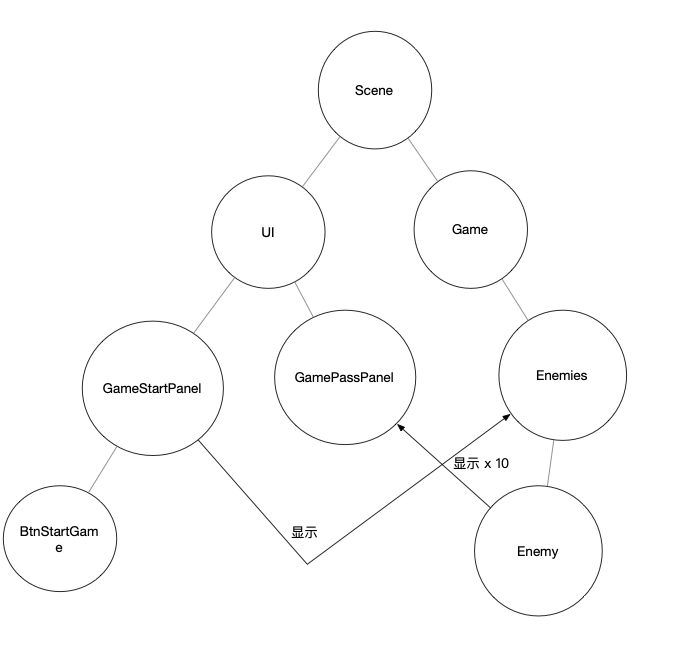 Scene
UI
Game
GameStartPanel
GamePassPanel
Enemies
显示 x 10
BtnStartGam
e
显示
Enemy